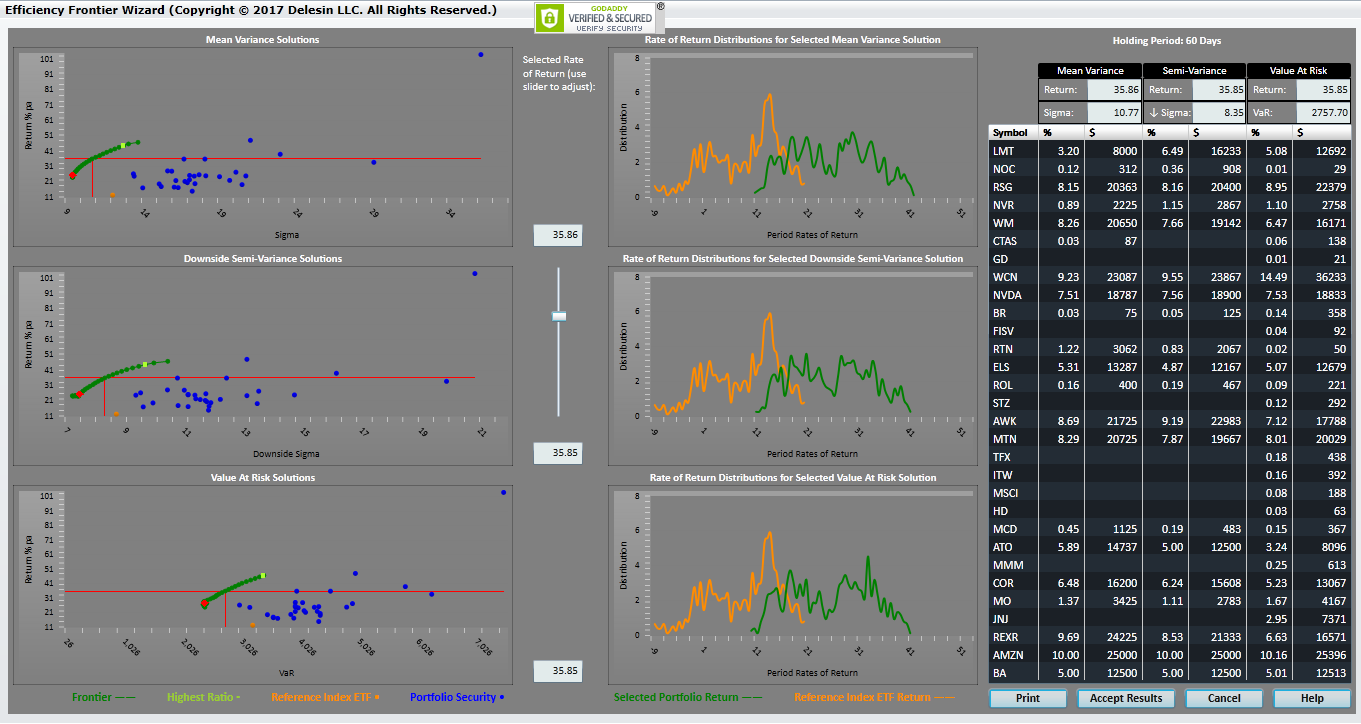 Efficiency Frontier Wizard (Copyright © 2017 Delesin LLC. All Rights Reserved.)
GODADDY
VERIFIED & SECURED
VERIFY SECURITY
®
Mean Variance Solutions
Return % pa
101
91
81
71
61
51
41
31
21
11
9 14 19 24 29 34
Sigma
Selected Rate
of Return (use
slider to adjust):
35.86
Rate of Return Distributions for Selected Mean Variance Solution
Distribution
8
6
4
2
0
-9 1 11 21 31 41 51
Period Rates of Return
Downside Semi-Variance Solutions
Return % pa
101
91
81
71
61
51
41
31
21
11
7 9 11 13 15 17 19 21
Downside Sigma
35.85
Rate of Return Distributions for Selected Downside Semi-Variance Solution
Distribution
8
6
4
2
0
-9 1 11 21 31 41 51
Period Rates of Return
Value At Risk Solutions
Return % pa
101
91
81
71
61
51
41
31
21
11
26 1,026 2,026 3,026 4,026 5,026 6,026 7,026
VaR
35.85
Rate of Return Distributions for Selected Value At Risk Solution
Distribution
8
6
4
2
0
-9 1 11 21 31 41 51
Period Rates of Return
Frontier Highest Ratio Reference Index ETF Portfolio Security
Selected Portfolio Return Reference Index ETF Return
Holding Period: 60 Days
Mean Variance Semi-Variance Value At Risk
Return: 35.86 Return: 35.85 Return: 35.85
Sigma: 10.77 ↓ Sigma: 8.35 VaR: 2757.70
Symbol % $ % $ % $
LMT 3.20 8000 6.49 16233 5.08 12692
NOC 0.12 312 0.36 908 0.01 29
RSG 8.15 20363 8.16 20400 8.95 22379
NVR 0.89 2225 1.15 2867 1.10 2758
WM 8.26 20650 7.66 19142 6.47 16171
CTAS 0.03 87 0.06 138
GD 0.01 21
WCN 9.23 23087 9.55 23867 14.49 36233
NVDA 7.51 18787 7.56 18900 7.53 18833
BR 0.03 75 0.05 125 0.14 358
FISV 0.04 92
RTN 1.22 3062 0.83 2067 0.02 50
ELS 5.31 13287 4.87 12167 5.07 12679
ROL 0.16 400 0.19 467 0.09 221
STZ 0.12 292
AWK 8.69 21725 9.19 22983 7.12 17788
MTN 8.29 20725 7.87 19667 8.01 20029
TFX 0.18 438
ITW 0.16 392
MSCI 0.08 188
HD 0.03 63
MCD 0.45 1125 0.19 483 0.15 367
ATO 5.89 14737 5.00 12500 3.24 8096
MMM 0.25 613
COR 6.48 16200 6.24 15608 5.23 13067
MO 1.37 3425 1.11 2783 1.67 4167
JNJ 2.95 7371
REXR 9.69 24225 8.53 21333 6.63 16571
AMZN 10.00 25000 10.00 25000 10.16 25396
BA 5.00 12500 5.00 12500 5.01 12513
Print Accept Results Cancel Help